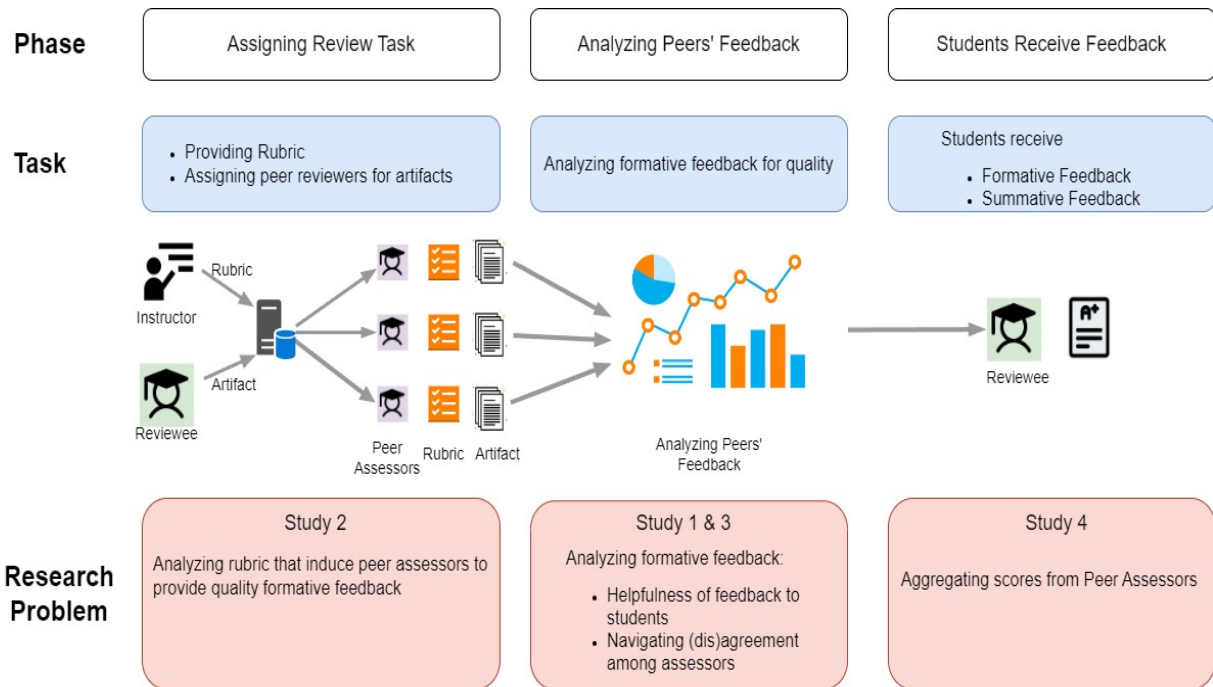 Phase
Assigning Review Task
Analyzing Peers' Feedback
Students Receive Feedback
Task
• Providing Rubric
• Assigning peer reviewers for artifacts
Analyzing formative feedback for quality
Students receive
• Formative Feedback
• Summative Feedback
Instructor
Rubric
Reviewee
Artifact
Peer
Assessors
Rubric
Artifact
Analyzing Peers'
Feedback
A+
Reviewee
Research
Problem
Study 2
Analyzing rubric that induce peer assessors to
provide quality formative feedback
Study 1 & 3
Analyzing formative feedback:
• Helpfulness of feedback to
students
• Navigating (dis)agreement
among assessors
Study 4
Aggregating scores from Peer Assessors